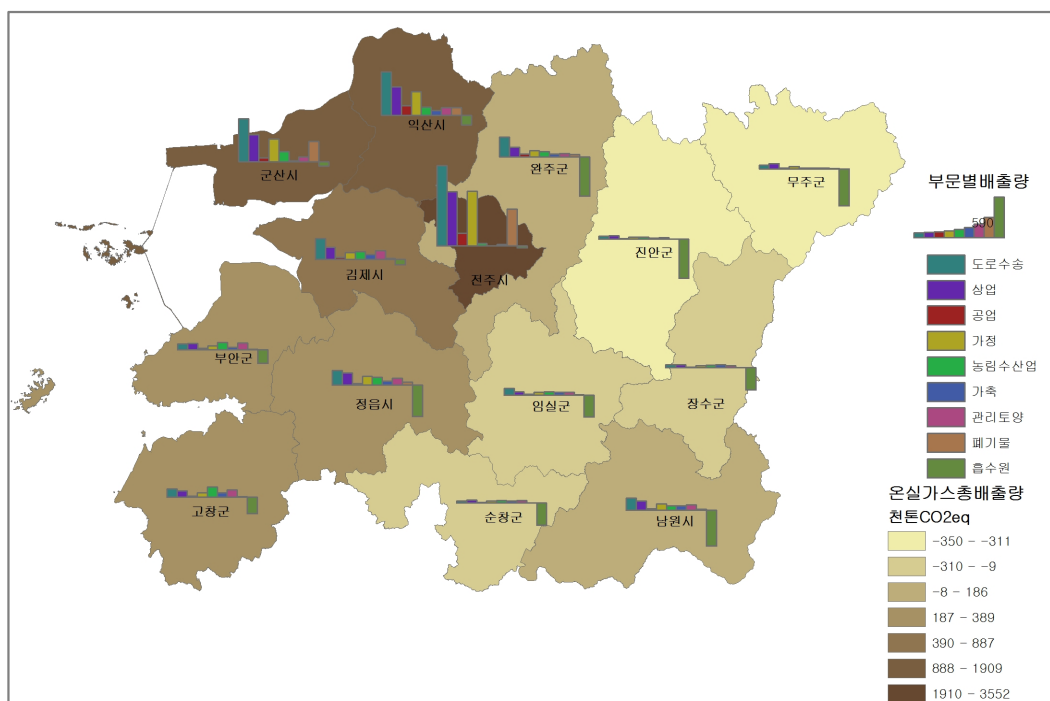 익산시
군산시
완주군
무주군
부문별배출량
590
진안군
김제시
전주시
도로수송
상업
공업
가정
농림수산업
가축
관리토양
폐기물
흡수원
부안군
정읍시
임실군
장수군
고창군
순창군
남원시
온실가스총배출량
천톤CO2eq
-350 - -311
-310 - -9
-8 - 186
187 - 389
390 - 887
888 - 1909
1910 - 3552